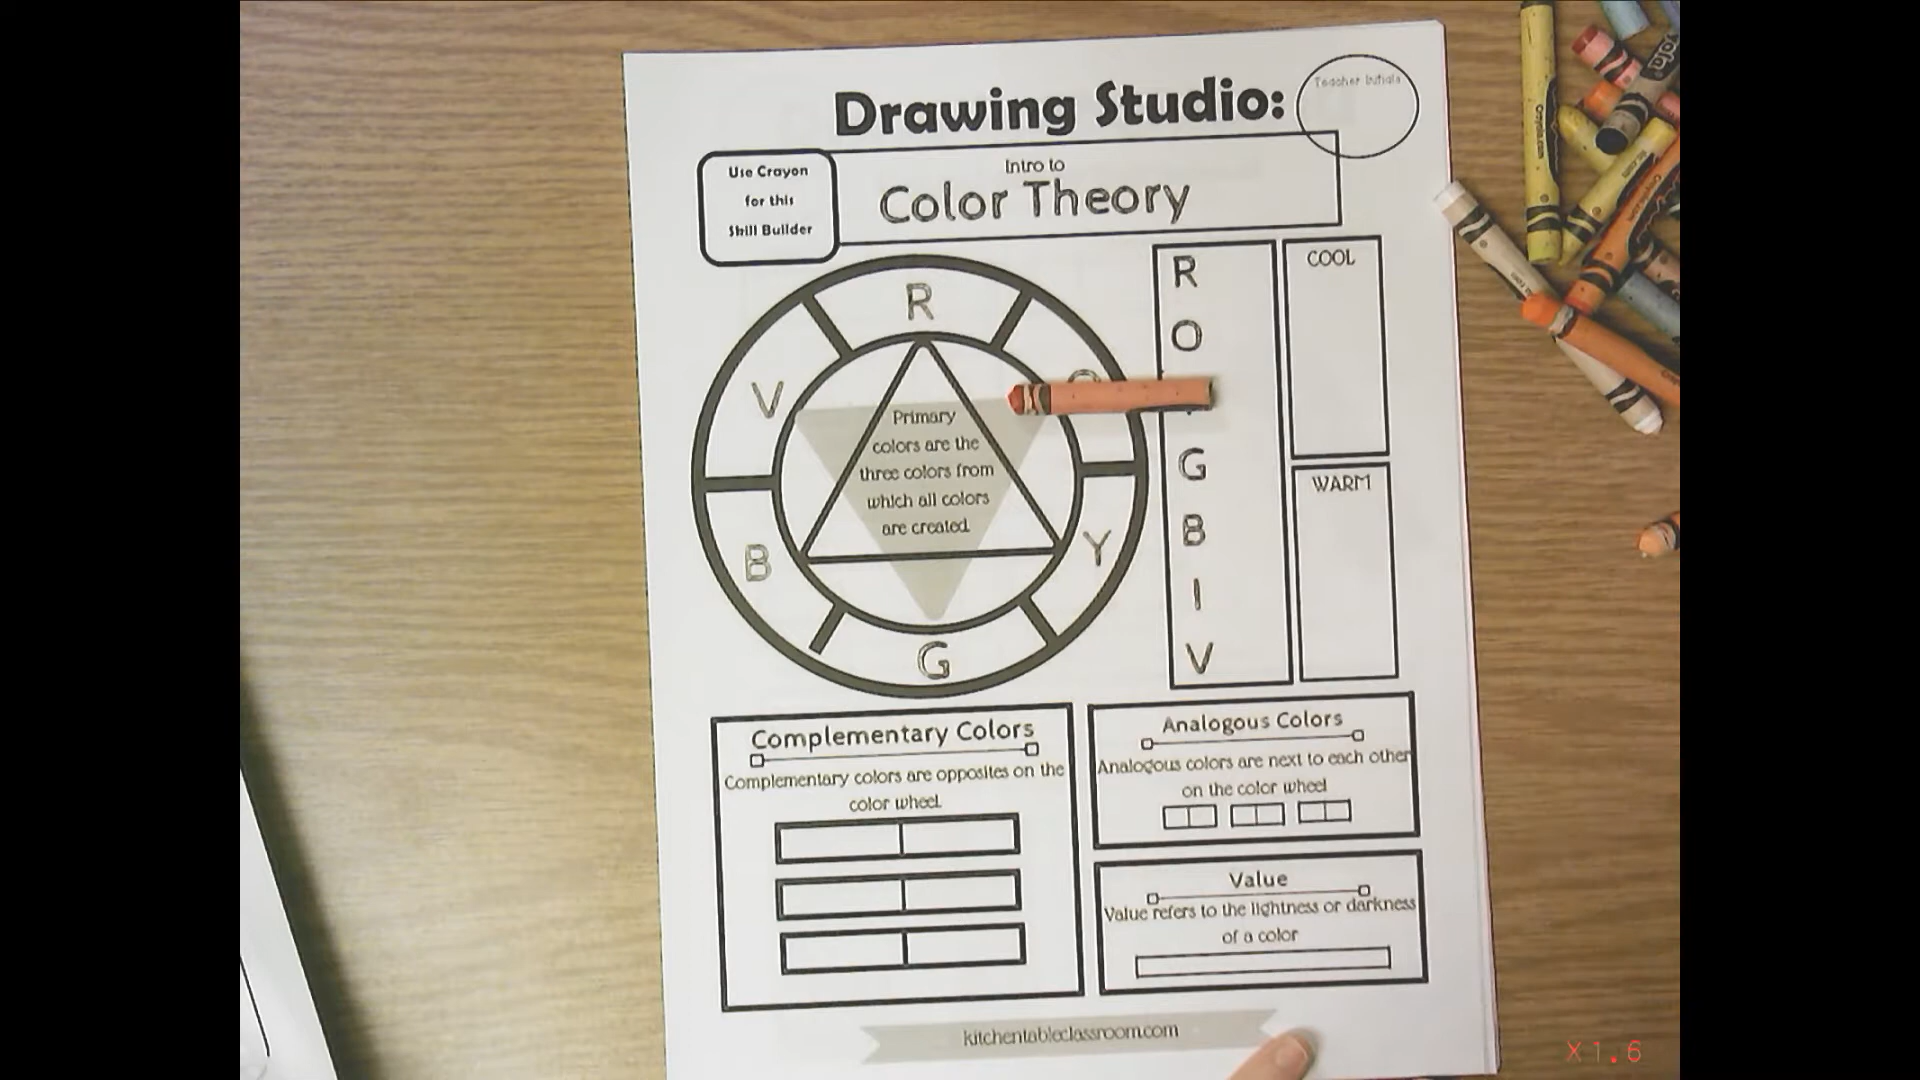 Drawing Studio:
Teacher Initials
Use Crayon
for this
Skill Builder
Intro to
Color Theory
R
V
B
G
Y
Primary
colors are the
three colors from
which all colors
are created.
R
O
G
B
I
V
COOL
WARM
Complementary Colors
Complementary colors are opposites on the
color wheel.
Analogous Colors
Analogous colors are next to each other
on the color wheel
Value
Value refers to the lightness or darkness
of a color
kitchentableclassroom.com
X1.6